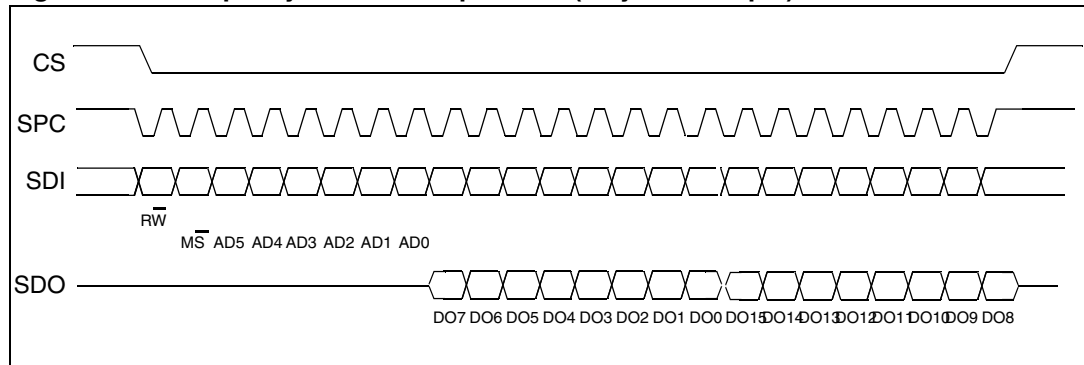 CS
SPC
SDI
RW
MS AD5 AD4 AD3 AD2 AD1 AD0
SDO
DO7 DO6 DO5 DO4 DO3 DO2 DO1 DO0 DO15 DO14 DO13 DO12 DO11 DO10 DO9 DO8